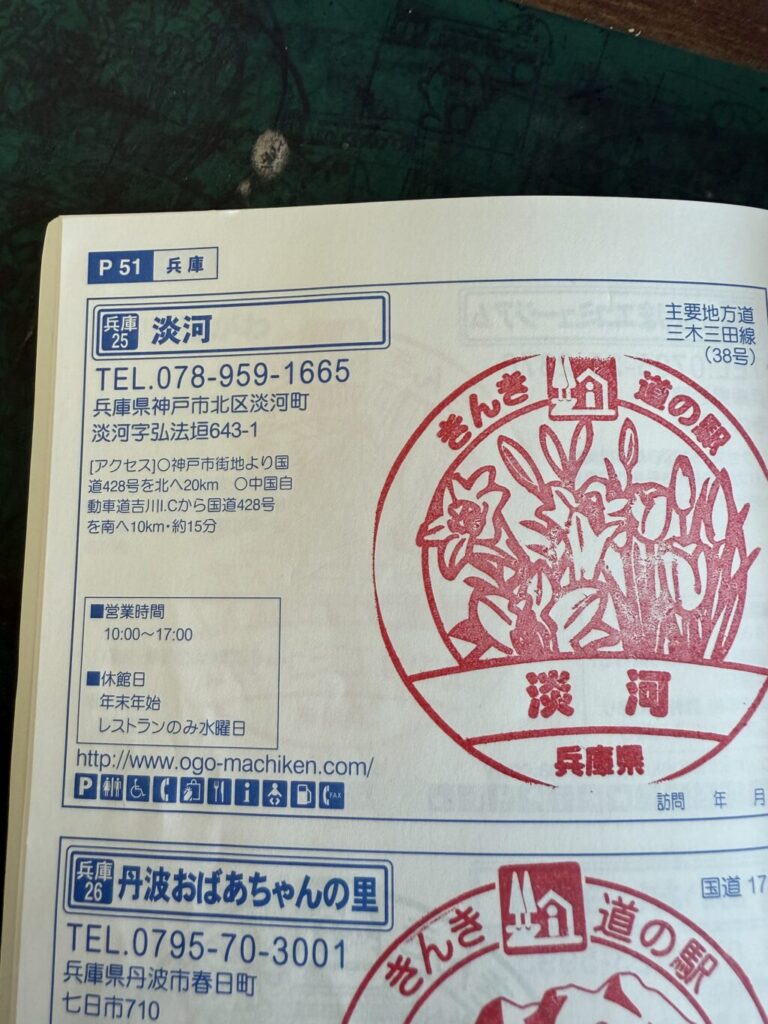 P 51 兵庫
兵庫 25 淡河
主要地方道
三木三田線
(38号)
TEL.078-959-1665
兵庫県神戸市北区淡河町
淡河字弘法垣643-1
[アクセス]○神戸市街地より国
道428号を北へ20km ○中国自
動車道吉川I.Cから国道428号
を南へ10km・約15分
きんき 道の駅
淡河
兵庫県
■営業時間
10:00〜17:00
■休館日
年末年始
レストランのみ水曜日
http://www.ogo-machiken.com/
P i FAX
訪問 年 月
兵庫 26 丹波おばあちゃんの里
国道 17
TEL.0795-70-3001
兵庫県丹波市春日町
七日市710
きんき 道の駅